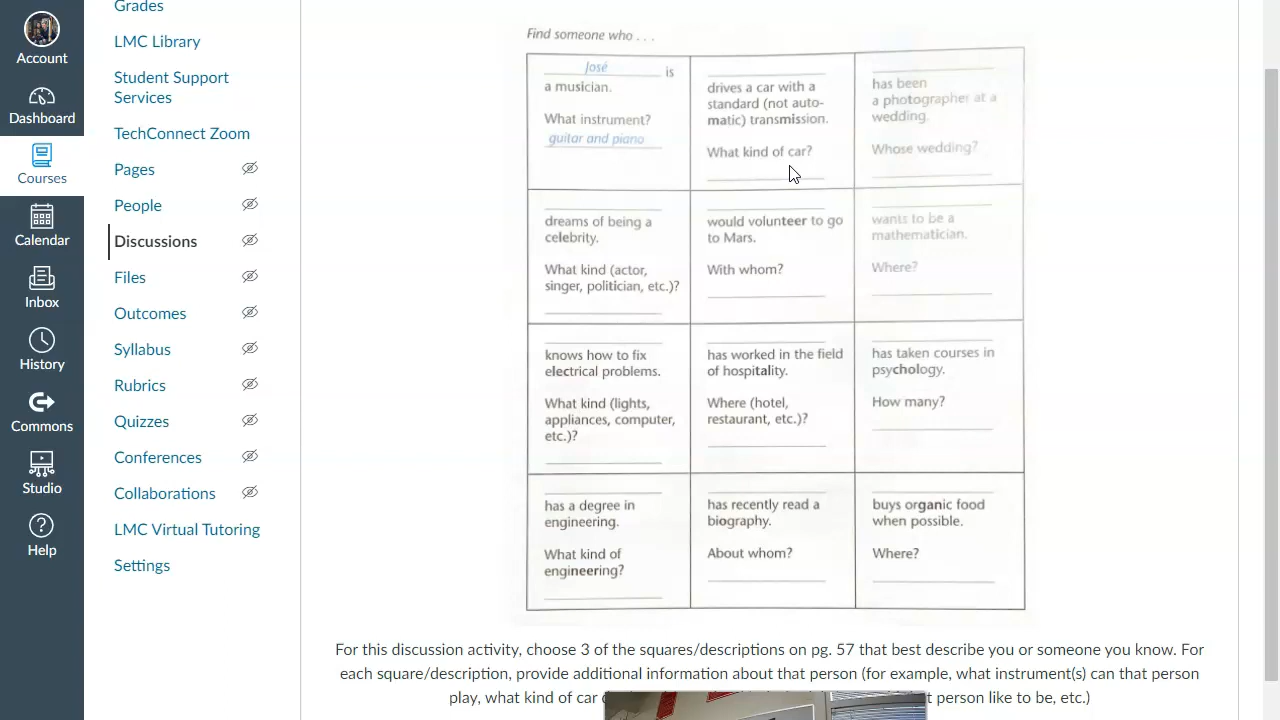 Account
Dashboard
Courses
Calendar
Inbox
History
Commons
Studio
Help
Grades
LMC Library
Student Support
Services
TechConnect Zoom
Pages
People
Discussions
Files
Outcomes
Syllabus
Rubrics
Quizzes
Conferences
Collaborations
LMC Virtual Tutoring
Settings
Find someone who . . .
José is
a musician.
What instrument?
guitar and piano
drives a car with a
standard (not auto-
matic) transmission.
What kind of car?
has been
a photographer at a
wedding.
Whose wedding?
dreams of being a
celebrity.
What kind (actor,
singer, politician, etc.)?
would volunteer to go
to Mars.
With whom?
wants to be a
mathematician.
Where?
knows how to fix
electrical problems.
What kind (lights,
appliances, computer,
etc.)?
has worked in the field
of hospitality.
Where (hotel,
restaurant, etc.)?
has taken courses in
psychology.
How many?
has a degree in
engineering.
What kind of
engineering?
has recently read a
biography.
About whom?
buys organic food
when possible.
Where?
For this discussion activity, choose 3 of the squares/descriptions on pg. 57 that best describe you or someone you know. For
each square/description, provide additional information about that person (for example, what instrument(s) can that person
play, what kind of car person like to be, etc.)